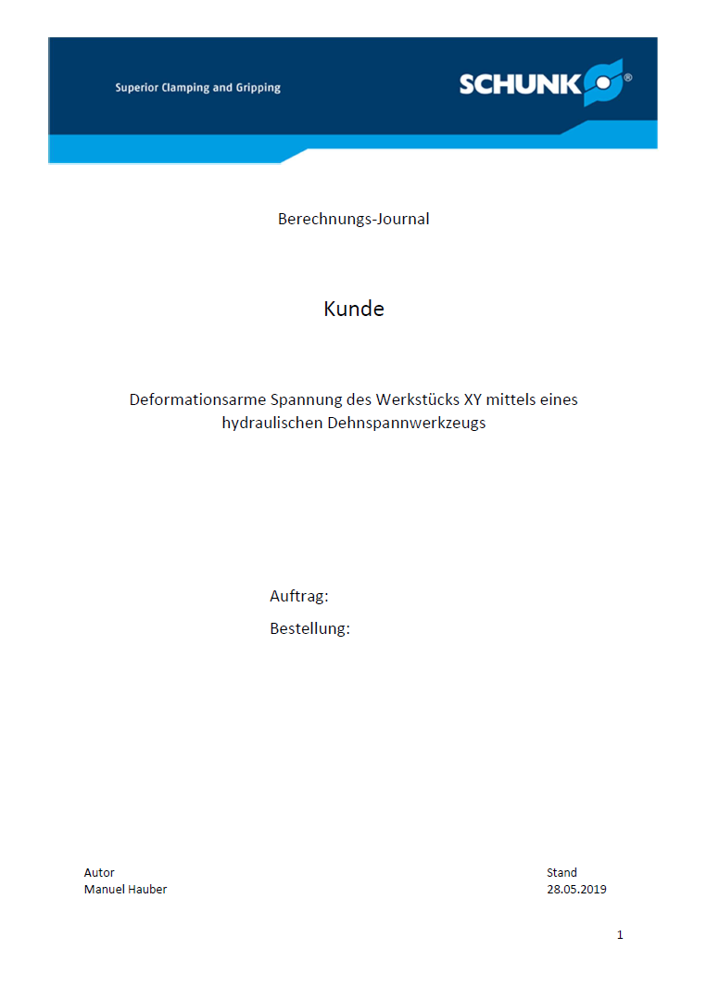 Superior Clamping and Gripping
SCHUNK®
Berechnungs-Journal
Kunde
Deformationsarme Spannung des Werkstücks XY mittels eines
hydraulischen Dehnspannwerkzeugs
Auftrag:
Bestellung:
Autor
Manuel Hauber
Stand
28.05.2019
1